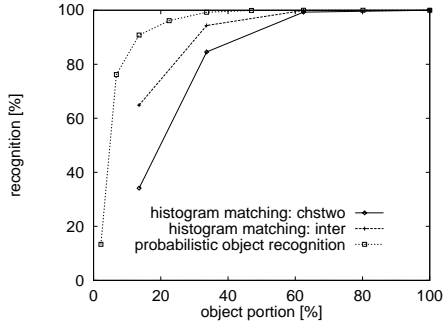 100
80
60
40
20
0
recognition [%]
histogram matching: chstwo
histogram matching: inter
probabilistic object recognition
0 20 40 60 80 100
object portion [%]